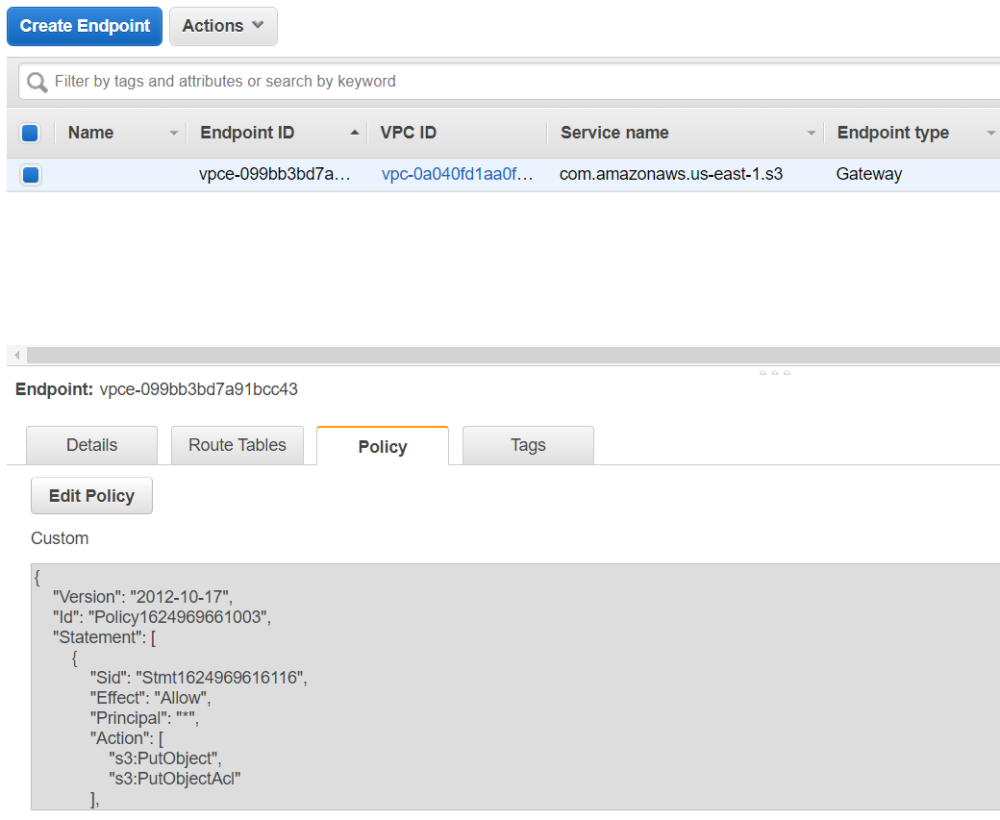 Create Endpoint Actions
Filter by tags and attributes or search by keyword
Name Endpoint ID VPC ID Service name Endpoint type
vpce-099bb3bd7a… vpc-0a040fd1aa0f… com.amazonaws.us-east-1.s3 Gateway
Endpoint: vpce-099bb3bd7a91bcc43
Details Route Tables Policy Tags
Edit Policy
Custom
{
"Version": "2012-10-17",
"Id": "Policy1624969661003",
"Statement": [
{
"Sid": "Stmt1624969616116",
"Effect": "Allow",
"Principal": "*",
"Action": [
"s3:PutObject",
"s3:PutObjectAcl"
],